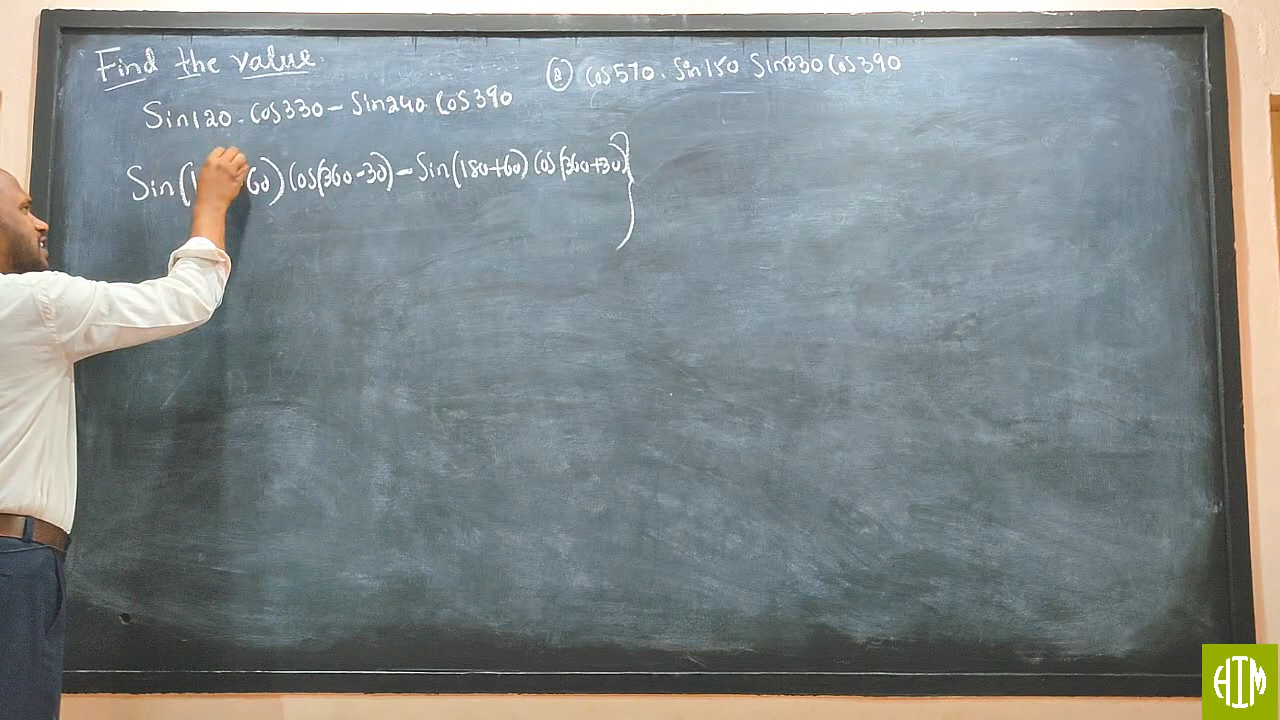 Find the value.
Sin120. Cos330 - Sin240 Cos390
Sin( 60) Cos(360-30) - Sin(180+60) Cos(360+30)}
② Cos570. Sin150 Sin330 Cos390
HIM